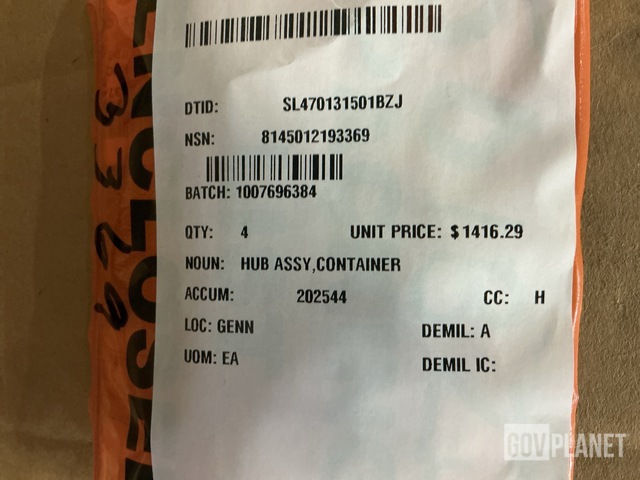 DTID: SL470131501BZJ
NSN: 8145012193369
BATCH: 1007696384
QTY: 4 UNIT PRICE: $1416.29
NOUN: HUB ASSY,CONTAINER
ACCUM: 202544 CC: H
LOC: GENN DEMIL: A
UOM: EA DEMIL IC:
GOVPLANET